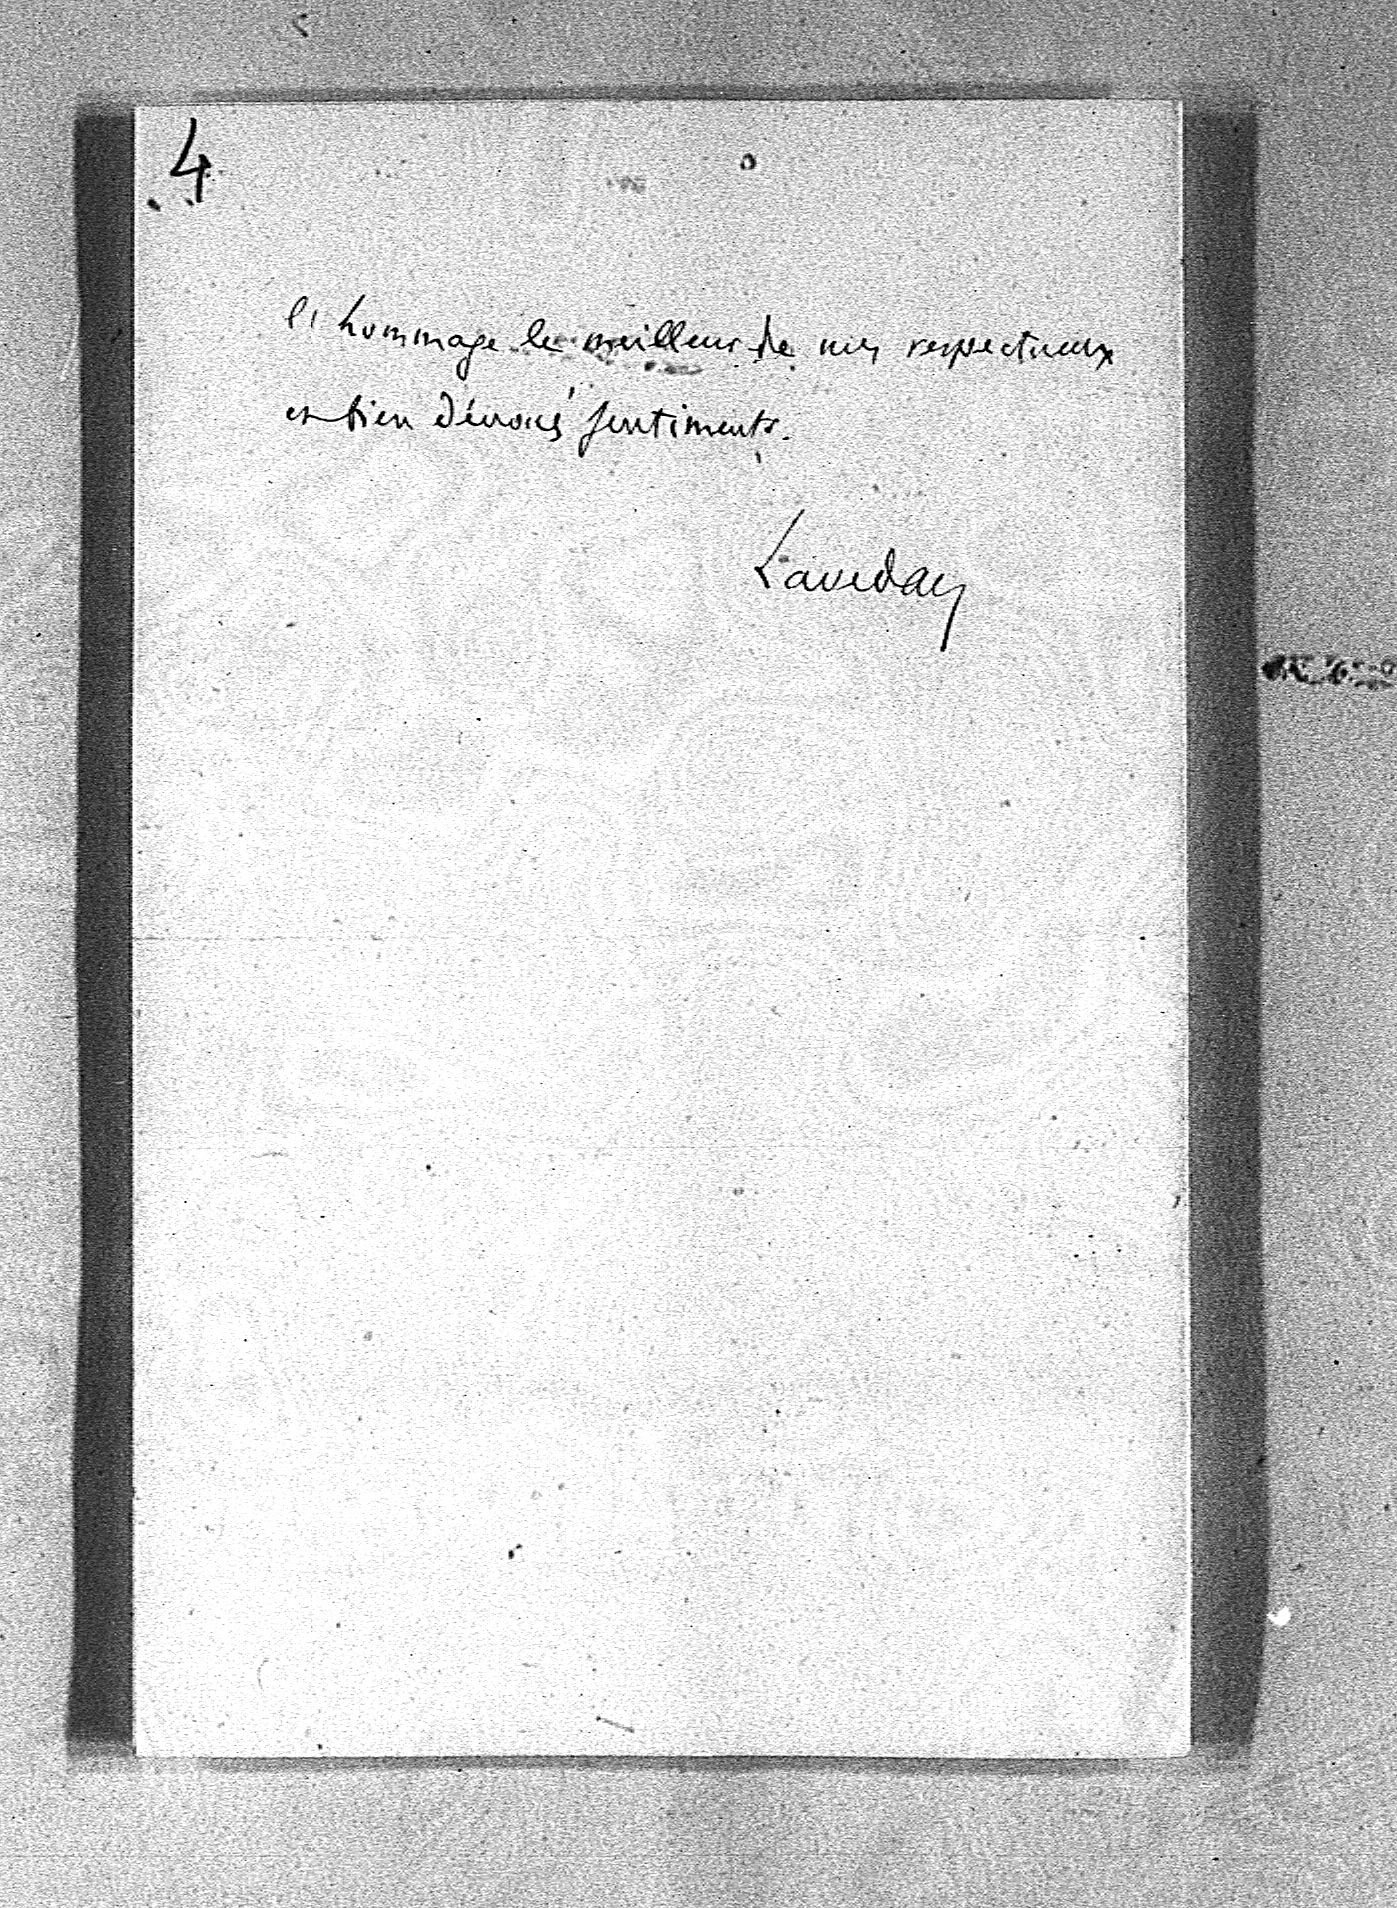 4
l'hommage le meilleur de mes respectueux
et bien dévoués sentiments.
Lavedan